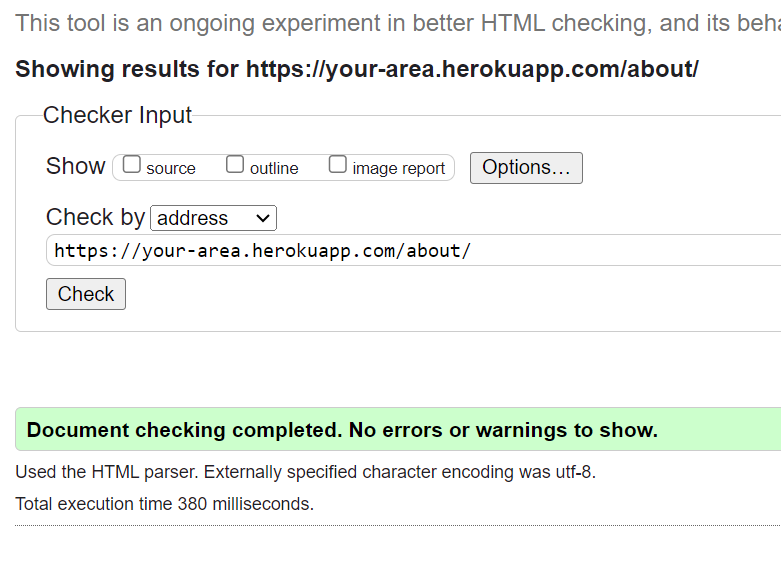 This tool is an ongoing experiment in better HTML checking, and its
Showing results for https://your-area.herokuapp.com/about/
Checker Input
Show source outline image report Options...
Check by address
https://your-area.herokuapp.com/about/
Check
Document checking completed. No errors or warnings to show.
Used the HTML parser. Externally specified character encoding was utf-8.
Total execution time 380 milliseconds.